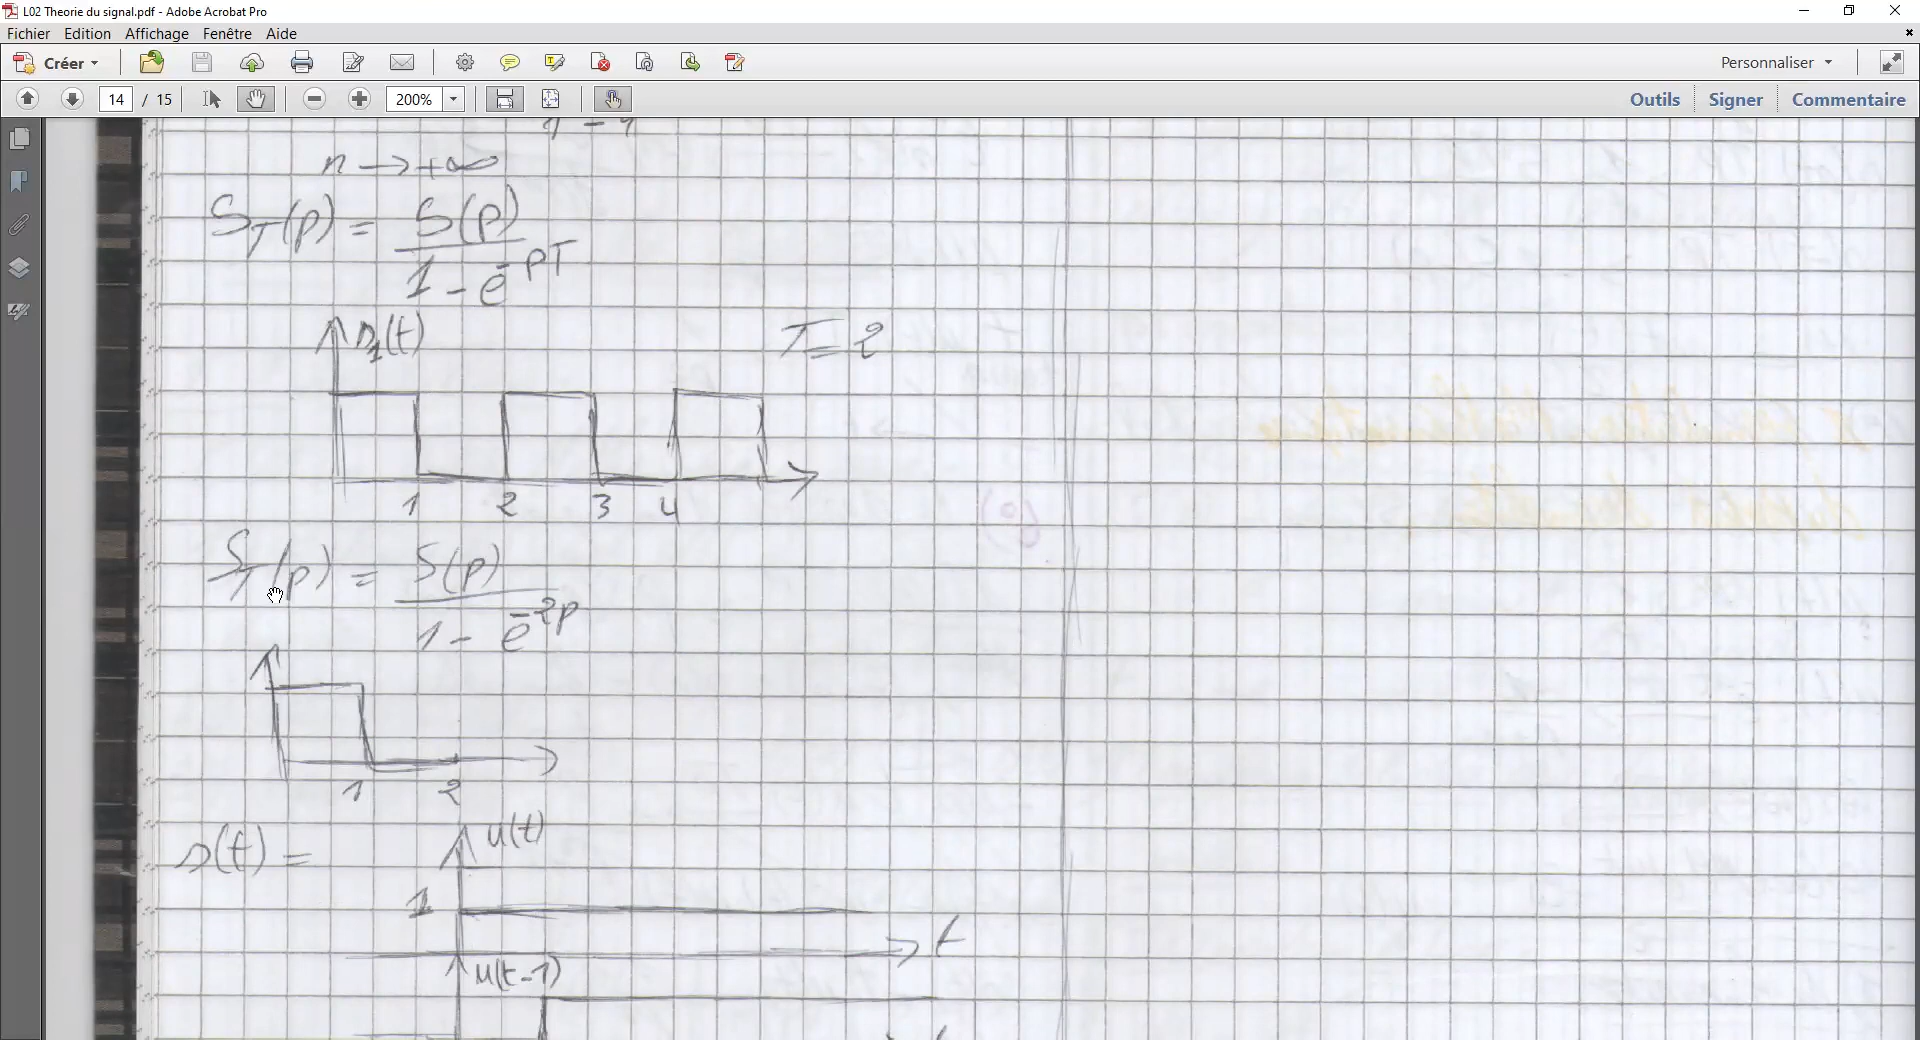 L02 Theorie du signal.pdf - Adobe Acrobat Pro
Fichier Edition Affichage Fenêtre Aide
Créer
Personnaliser
14 / 15
200%
Outils Signer Commentaire
n → +∞
S_T(p) = S(p) / (1 - e^-pT)
s_1(t)
T = 2
1 2 3 4
S_T(p) = S(p) / (1 - e^-2p)
1 2
s(t) =
u(t)
1
t
u(t-1)